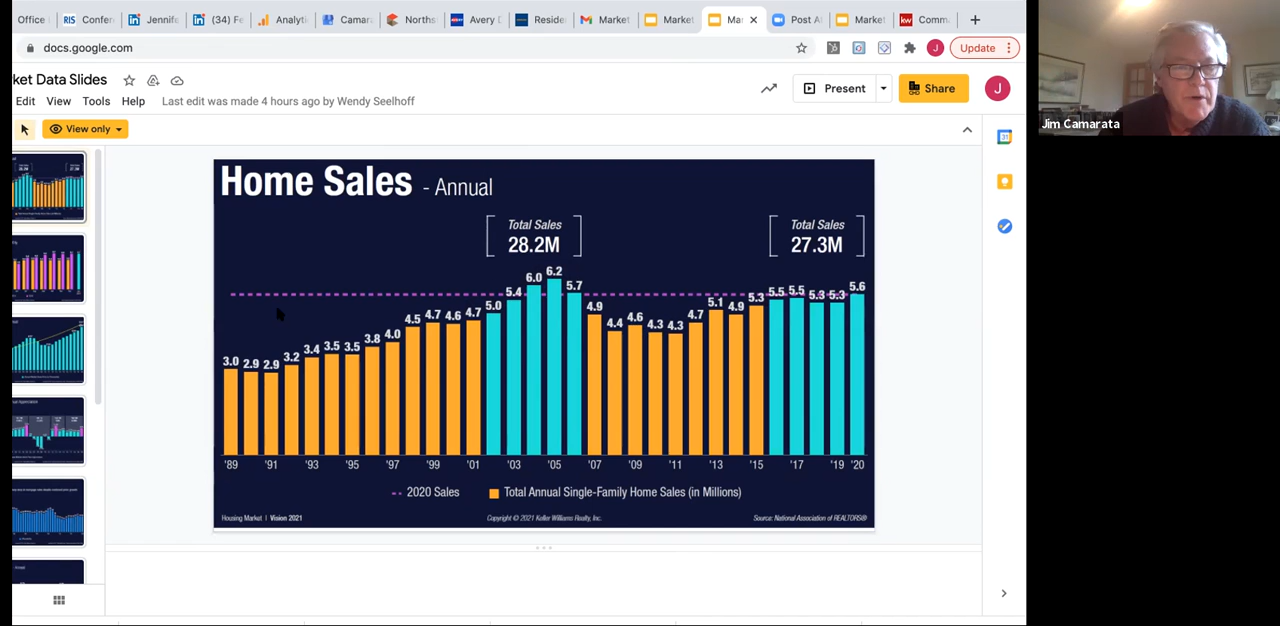 Office
RIS Confer
Jennife
(34) Fe
Analyti
Camar
Norths
Avery D
Reside
Market
Market
Ma
Post A
Market
kw Comm
docs.google.com
J
Update
ket Data Slides
Edit View Tools Help Last edit was made 4 hours ago by Wendy Seelhoff
Present
Share
J
View only
31
Jim Camarata
Home Sales - Annual
Total Sales
28.2M
Total Sales
27.3M
3.0 2.9 2.9 3.2 3.4 3.5 3.5 3.8 4.0 4.5 4.7 4.6 4.7 5.0 5.4 6.0 6.2 5.7 4.9 4.4 4.6 4.3 4.3 4.7 5.1 4.9 5.3 5.5 5.5 5.3 5.3 5.6
'89 '91 '93 '95 '97 '99 '01 '03 '05 '07 '09 '11 '13 '15 '17 '19 '20
2020 Sales Total Annual Single-Family Home Sales (in Millions)
Housing Market | Vision 2021 Copyright © 2021 Keller Williams Realty, Inc. Source: National Association of REALTORS®